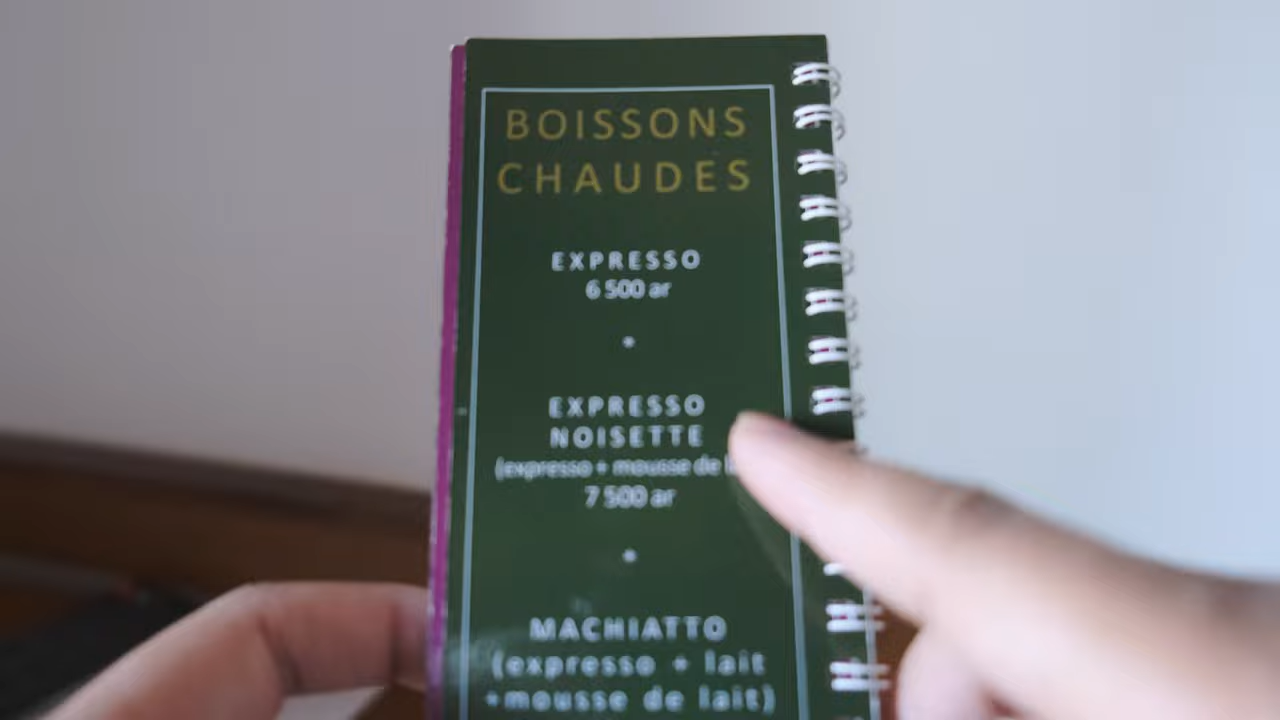 BOISSONS
CHAUDES
EXPRESSO
6 500 ar
EXPRESSO
NOISETTE
(expresso + mousse de
7 500 ar
MACHIATTO
(expresso + lait
+mousse de lait)